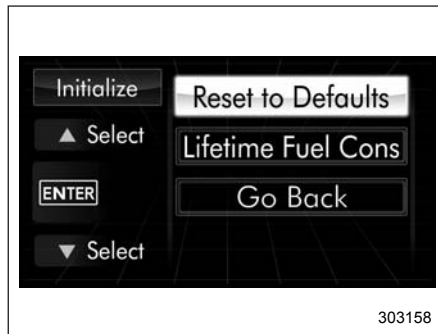 Initialize
Reset to Defaults
▲ Select
Lifetime Fuel Cons
ENTER
Go Back
▼ Select
303158